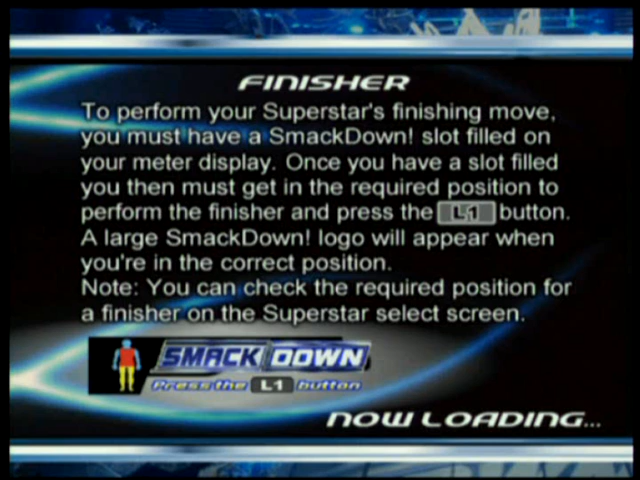 FINISHER
To perform your Superstar's finishing move,
you must have a SmackDown! slot filled on
your meter display. Once you have a slot filled
you then must get in the required position to
perform the finisher and press the L1 button.
A large SmackDown! logo will appear when
you're in the correct position.
Note: You can check the required position for
a finisher on the Superstar select screen.
SMACK DOWN
Press the L1 button
NOW LOADING...